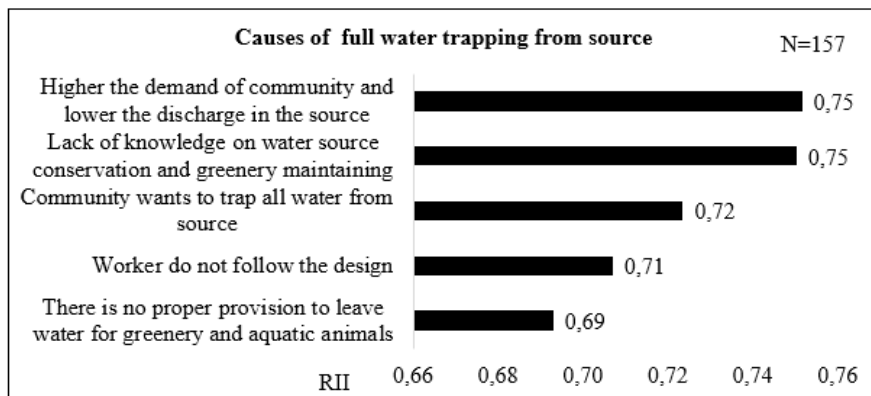 Causes of full water trapping from source
N=157
Higher the demand of community and
lower the discharge in the source
0,75
Lack of knowledge on water source
conservation and greenery maintaining
0,75
Community wants to trap all water from
source
0,72
Worker do not follow the design
0,71
There is no proper provision to leave
water for greenery and aquatic animals
0,69
RII
0,66 0,68 0,70 0,72 0,74 0,76